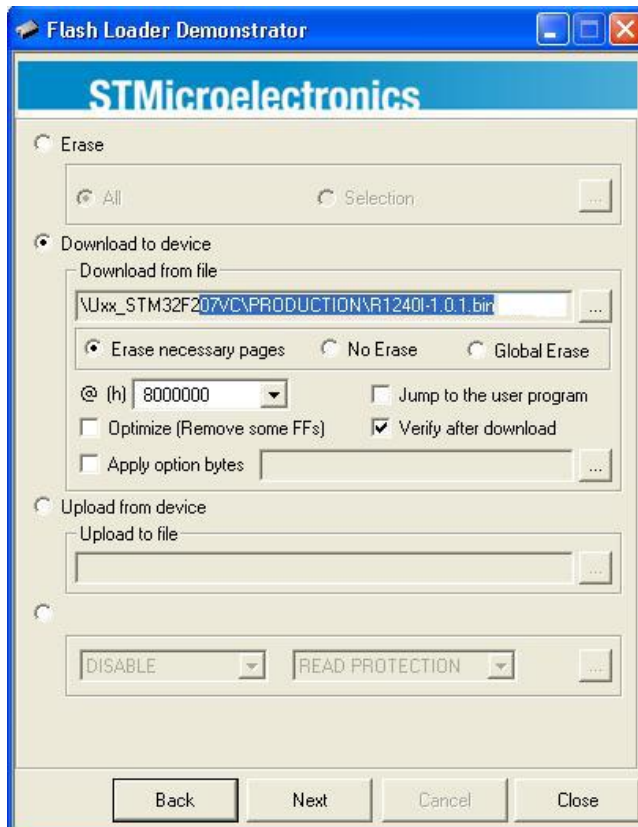 Flash Loader Demonstrator
STMicroelectronics
Erase
All Selection ...
Download to device
Download from file
\Uxx_STM32F207VC\PRODUCTION\R1240I-1.0.1.bin ...
Erase necessary pages No Erase Global Erase
@ (h) 8000000 Jump to the user program
Optimize (Remove some FFs) Verify after download
Apply option bytes ...
Upload from device
Upload to file
...
DISABLE READ PROTECTION ...
Back Next Cancel Close